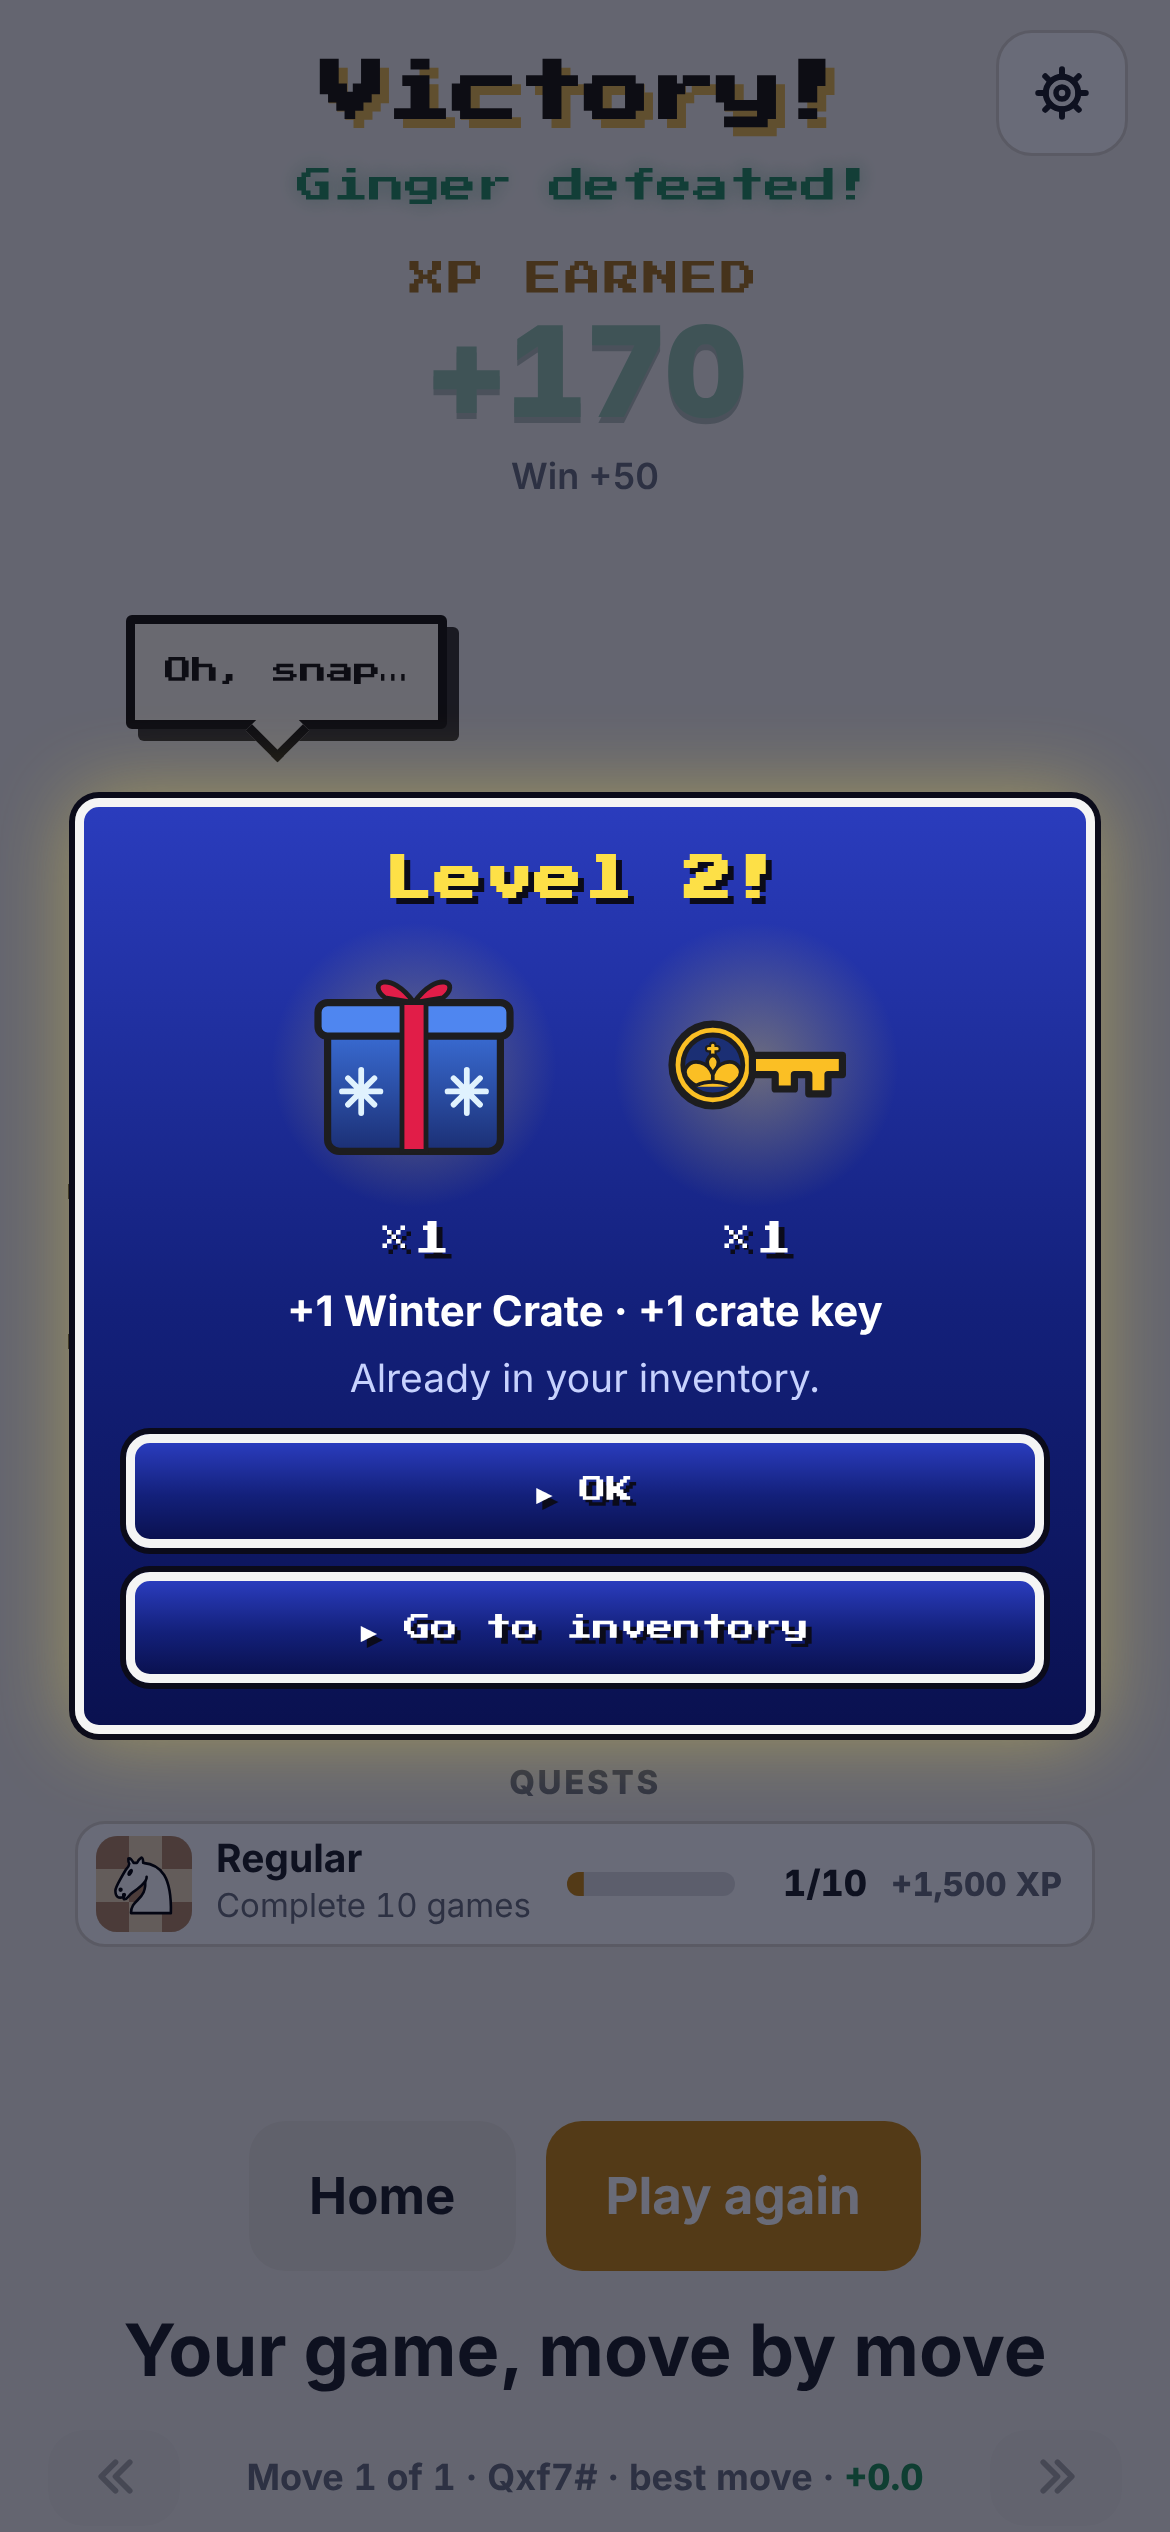 Victory!
Ginger defeated!
XP EARNED
+170
Win +50
Oh, snap…
Level 2!
×1 ×1
+1 Winter Crate · +1 crate key
Already in your inventory.
▶ OK
▶ Go to inventory
QUESTS
Regular
Complete 10 games
1/10 +1,500 XP
Home
Play again
Your game, move by move
Move 1 of 1 · Qxf7# · best move · +0.0